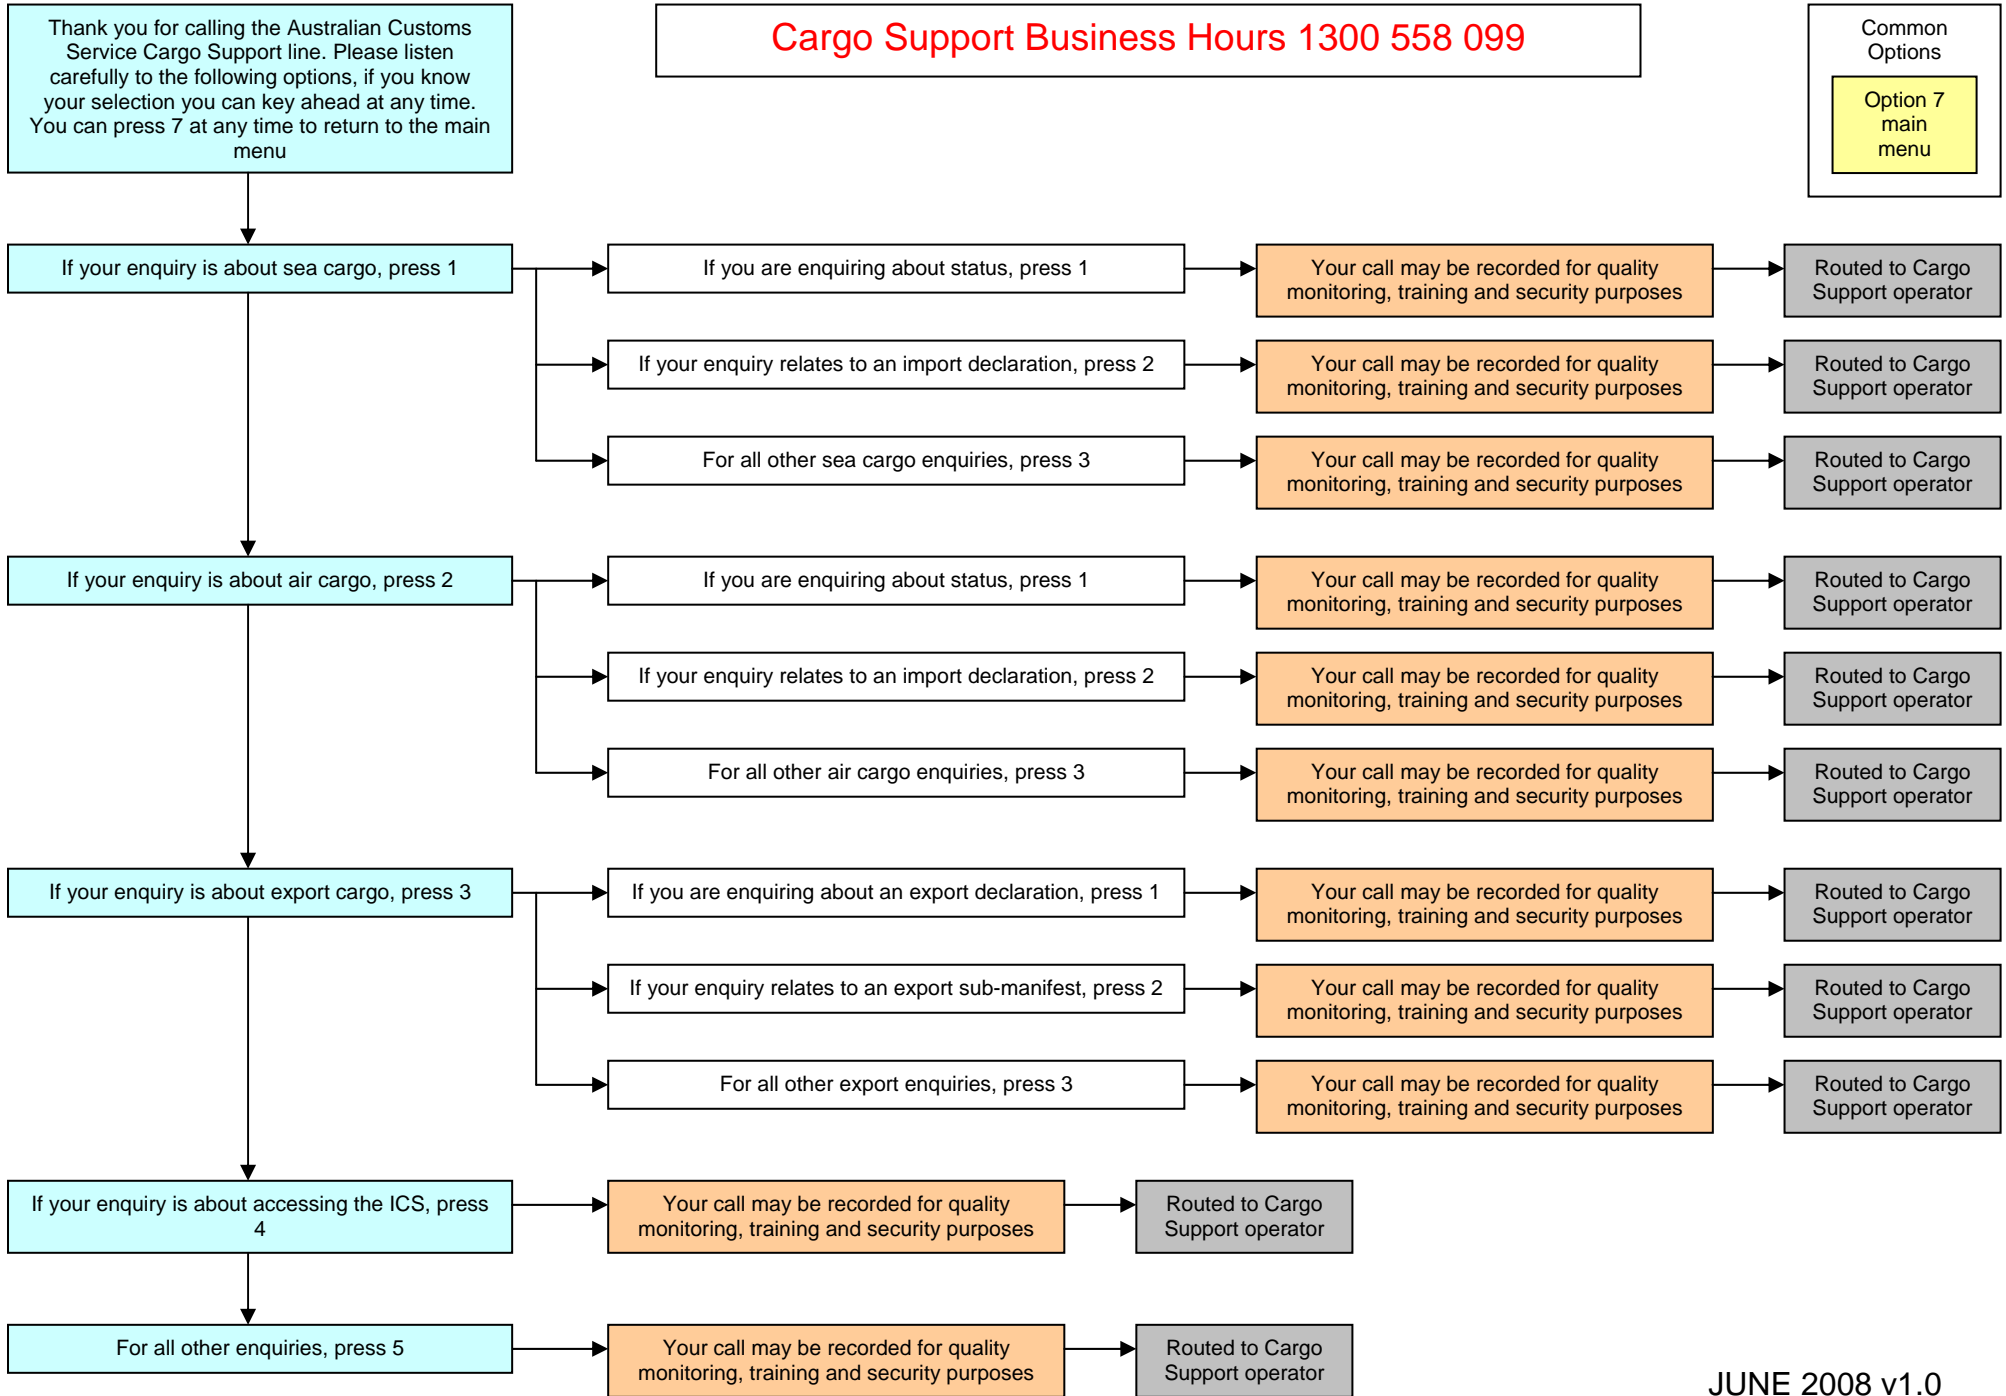 Thank you for calling the Australian Customs
Service Cargo Support line. Please listen
carefully to the following options, if you know
your selection you can key ahead at any time.
You can press 7 at any time to return to the main
menu
Cargo Support Business Hours 1300 558 099
Common
Options
Option 7
main
menu
If your enquiry is about sea cargo, press 1
If you are enquiring about status, press 1
Your call may be recorded for quality
monitoring, training and security purposes
Routed to Cargo
Support operator
If your enquiry relates to an import declaration, press 2
Your call may be recorded for quality
monitoring, training and security purposes
Routed to Cargo
Support operator
For all other sea cargo enquiries, press 3
Your call may be recorded for quality
monitoring, training and security purposes
Routed to Cargo
Support operator
If your enquiry is about air cargo, press 2
If you are enquiring about status, press 1
Your call may be recorded for quality
monitoring, training and security purposes
Routed to Cargo
Support operator
If your enquiry relates to an import declaration, press 2
Your call may be recorded for quality
monitoring, training and security purposes
Routed to Cargo
Support operator
For all other air cargo enquiries, press 3
Your call may be recorded for quality
monitoring, training and security purposes
Routed to Cargo
Support operator
If your enquiry is about export cargo, press 3
If you are enquiring about an export declaration, press 1
Your call may be recorded for quality
monitoring, training and security purposes
Routed to Cargo
Support operator
If your enquiry relates to an export sub-manifest, press 2
Your call may be recorded for quality
monitoring, training and security purposes
Routed to Cargo
Support operator
For all other export enquiries, press 3
Your call may be recorded for quality
monitoring, training and security purposes
Routed to Cargo
Support operator
If your enquiry is about accessing the ICS, press
4
Your call may be recorded for quality
monitoring, training and security purposes
Routed to Cargo
Support operator
For all other enquiries, press 5
Your call may be recorded for quality
monitoring, training and security purposes
Routed to Cargo
Support operator
JUNE 2008 v1.0